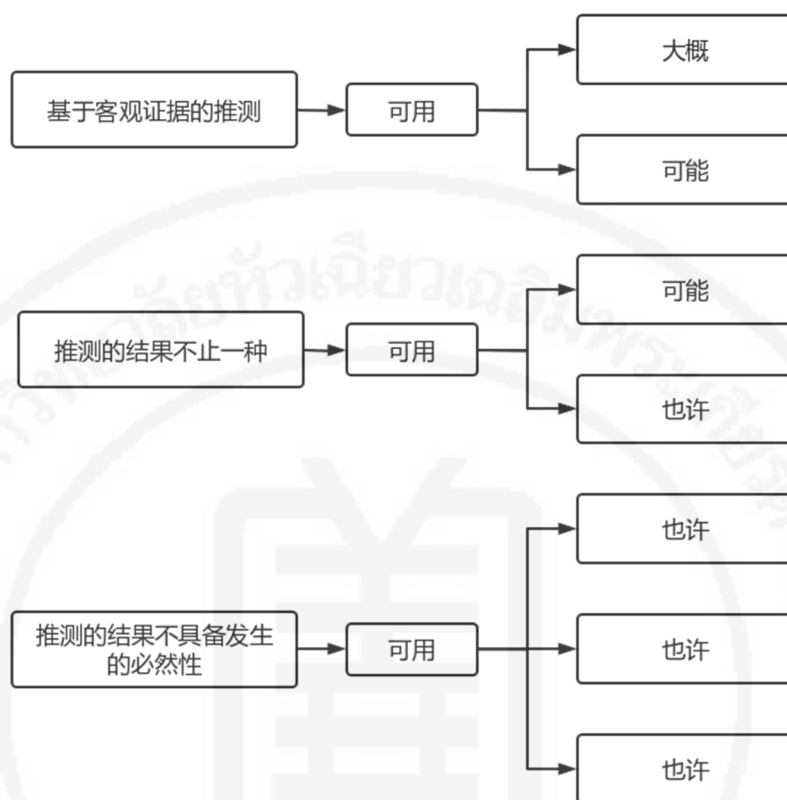 大概
基于客观证据的推测
可用
可能
可能
推测的结果不止一种
可用
也许
也许
推测的结果不具备发生
的必然性
可用
也许
也许